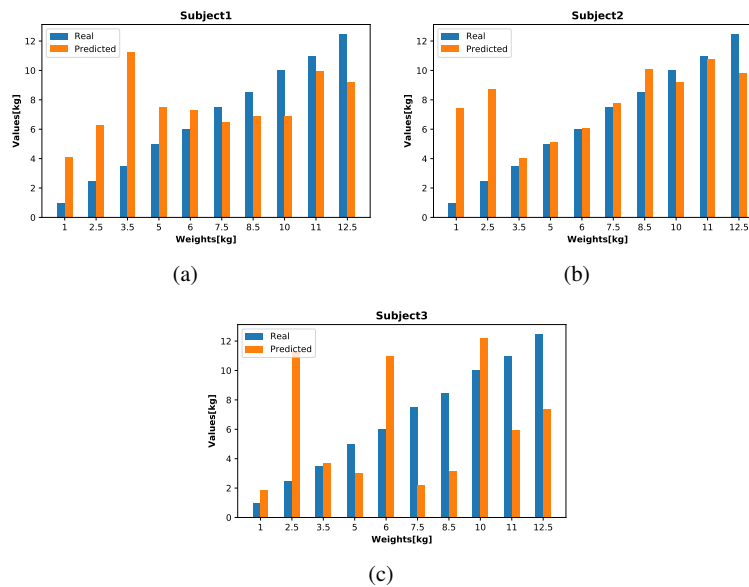 Subject1
Real
Predicted
Values[kg]
12
10
8
6
4
2
0
1 2.5 3.5 5 6 7.5 8.5 10 11 12.5
Weights[kg]
(a)
Subject2
Real
Predicted
Values[kg]
12
10
8
6
4
2
0
1 2.5 3.5 5 6 7.5 8.5 10 11 12.5
Weights[kg]
(b)
Subject3
Real
Predicted
Values[kg]
12
10
8
6
4
2
0
1 2.5 3.5 5 6 7.5 8.5 10 11 12.5
Weights[kg]
(c)